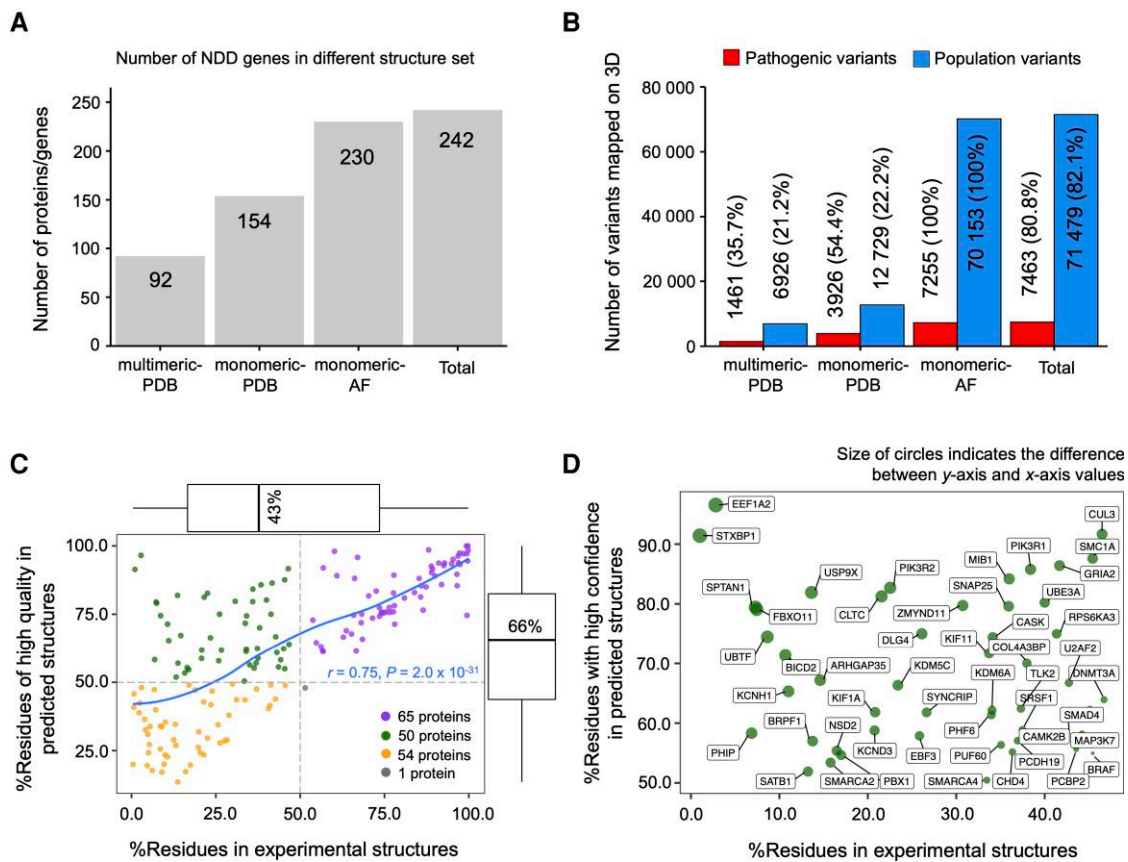 A
Number of NDD genes in different structure set
Number of proteins/genes
250
200
150
100
50
0
92
154
230
242
multimeric-
PDB
monomeric-
PDB
monomeric-
AF
Total
B
Pathogenic variants
Population variants
Number of variants mapped on 3D
80 000
60 000
40 000
20 000
0
1461 (35.7%)
6926 (21.2%)
3926 (54.4%)
12 729 (22.2%)
7255 (100%)
70 153 (100%)
7463 (80.8%)
71 479 (82.1%)
multimeric-
PDB
monomeric-
PDB
monomeric-
AF
Total
C
43%
66%
%Residues of high quality in
predicted structures
100.0
75.0
50.0
25.0
r = 0.75, P = 2.0 x 10⁻³¹
65 proteins
50 proteins
54 proteins
1 protein
0.0
25.0
50.0
75.0
100.0
%Residues in experimental structures
D
Size of circles indicates the difference
between y-axis and x-axis values
%Residues with high confidence
in predicted structures
90.0
80.0
70.0
60.0
50.0
EEF1A2
CUL3
STXBP1
PIK3R1
SMC1A
MIB1
USP9X
PIK3R2
GRIA2
SPTAN1
SNAP25
FBXO11
CLTC
ZMYND11
UBE3A
CASK
RPS6KA3
DLG4
KIF11
UBTF
COL4A3BP
U2AF2
BICD2
ARHGAP35
KDM5C
TLK2
KDM6A
DNMT3A
KCNH1
KIF1A
SYNCRIP
SRSF1
SMAD4
BRPF1
NSD2
PHF6
CAMK2B
MAP3K7
PHIP
KCND3
EBF3
PUF60
PCDH19
BRAF
SATB1
SMARCA2
PBX1
SMARCA4
CHD4
PCBP2
0.0
10.0
20.0
30.0
40.0
%Residues in experimental structures